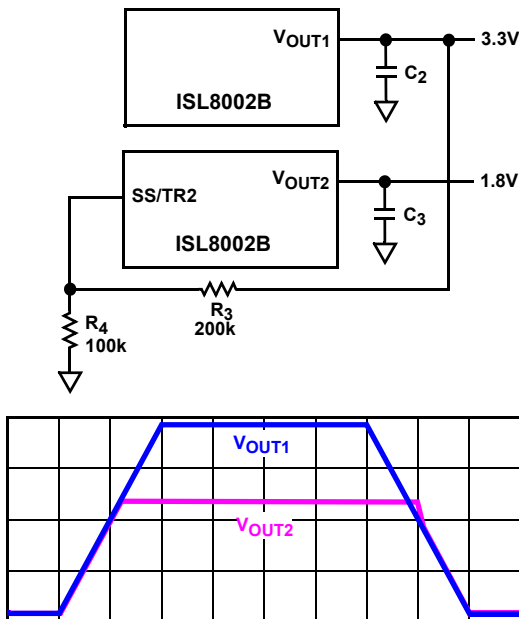 VOUT1
3.3V
C2
ISL8002B
VOUT2
SS/TR2
1.8V
C3
ISL8002B
R3
200k
R4
100k
VOUT1
VOUT2